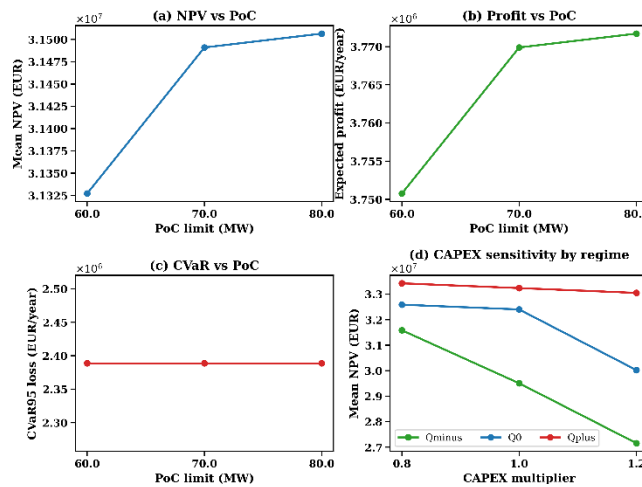 (a) NPV vs PoC
×10⁷
3.1500
3.1475
3.1450
3.1425
3.1400
3.1375
3.1350
3.1325
Mean NPV (EUR)
60.0 70.0 80.0
PoC limit (MW)
(b) Profit vs PoC
×10⁶
3.770
3.765
3.760
3.755
3.750
Expected profit (EUR/year)
60.0 70.0 80.0
PoC limit (MW)
(c) CVaR vs PoC
×10⁶
2.50
2.45
2.40
2.35
2.30
CVaR95 loss (EUR/year)
60.0 70.0 80.0
PoC limit (MW)
(d) CAPEX sensitivity by regime
×10⁷
3.3
3.2
3.1
3.0
2.9
2.8
2.7
Mean NPV (EUR)
Qminus Q0 Qplus
0.8 1.0 1.2
CAPEX multiplier